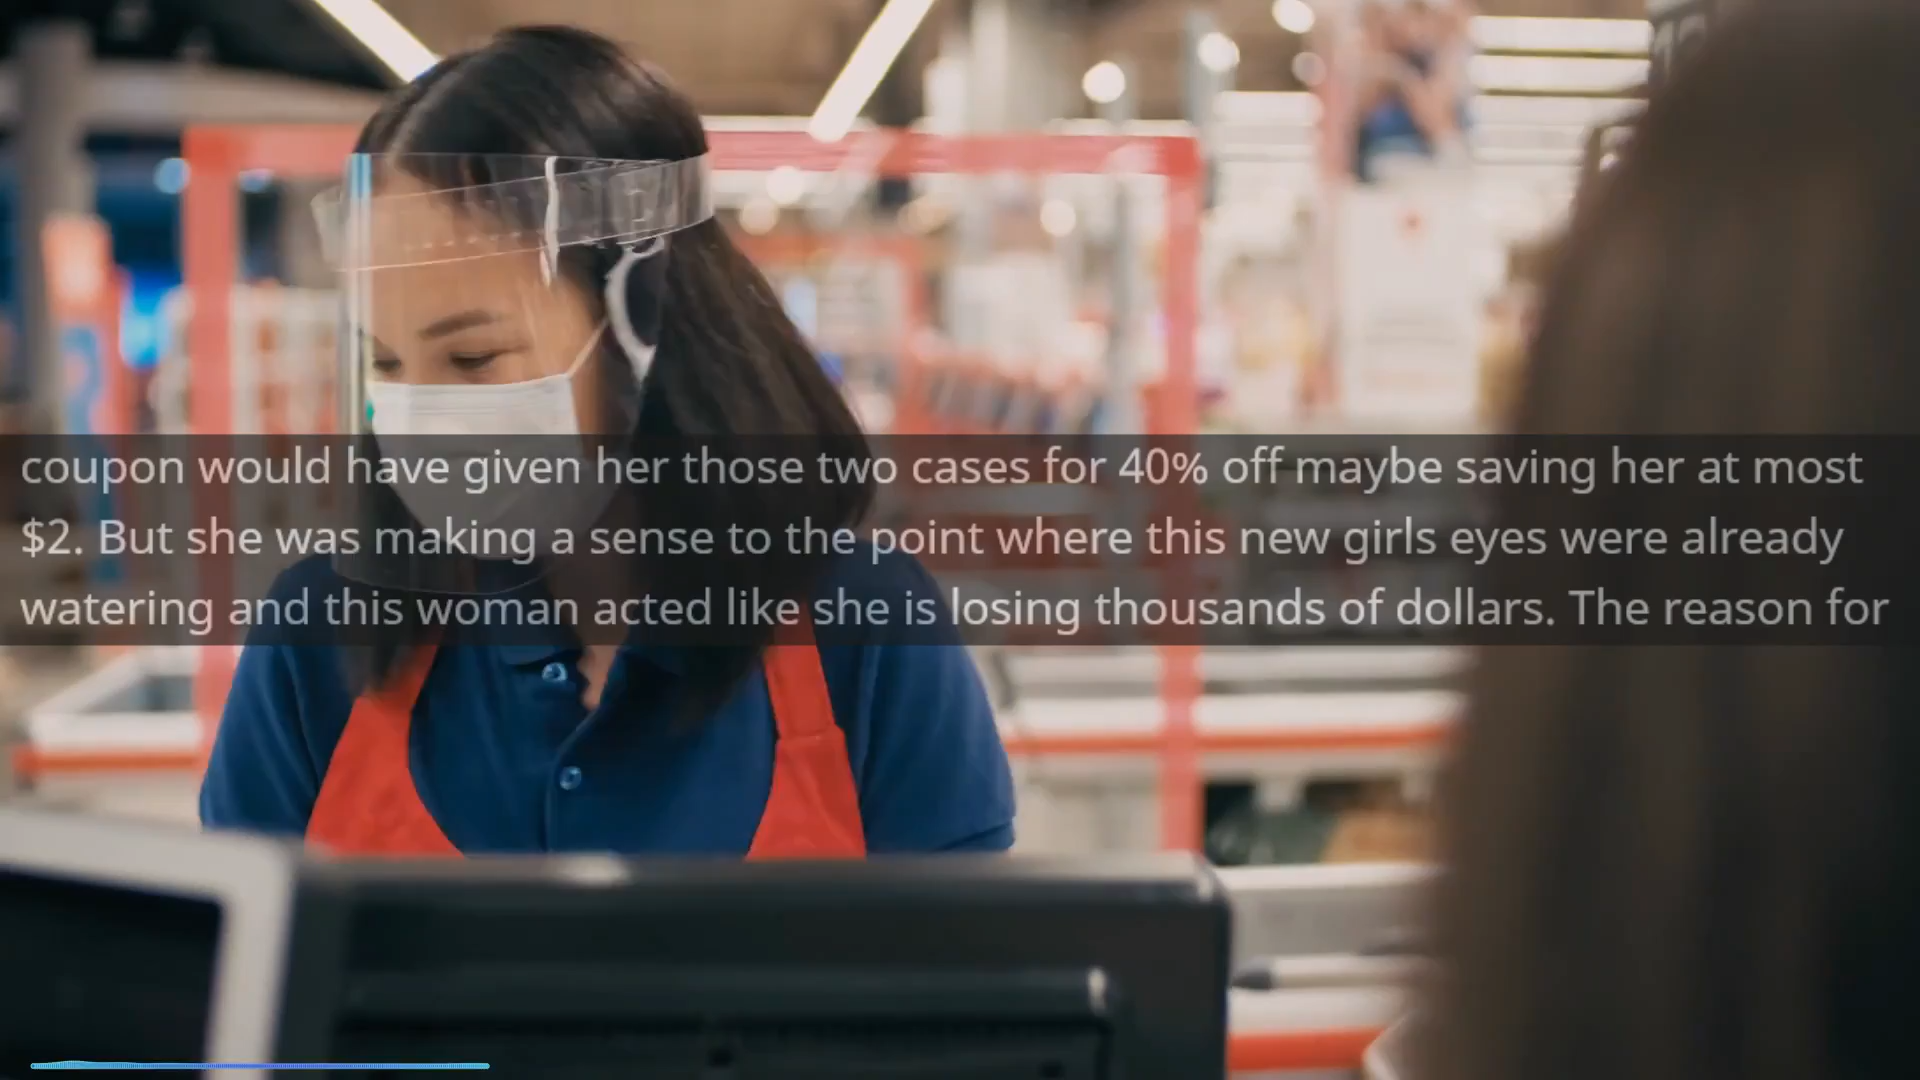 coupon would have given her those two cases for 40% off maybe saving her at most
$2. But she was making a sense to the point where this new girls eyes were already
watering and this woman acted like she is losing thousands of dollars. The reason for